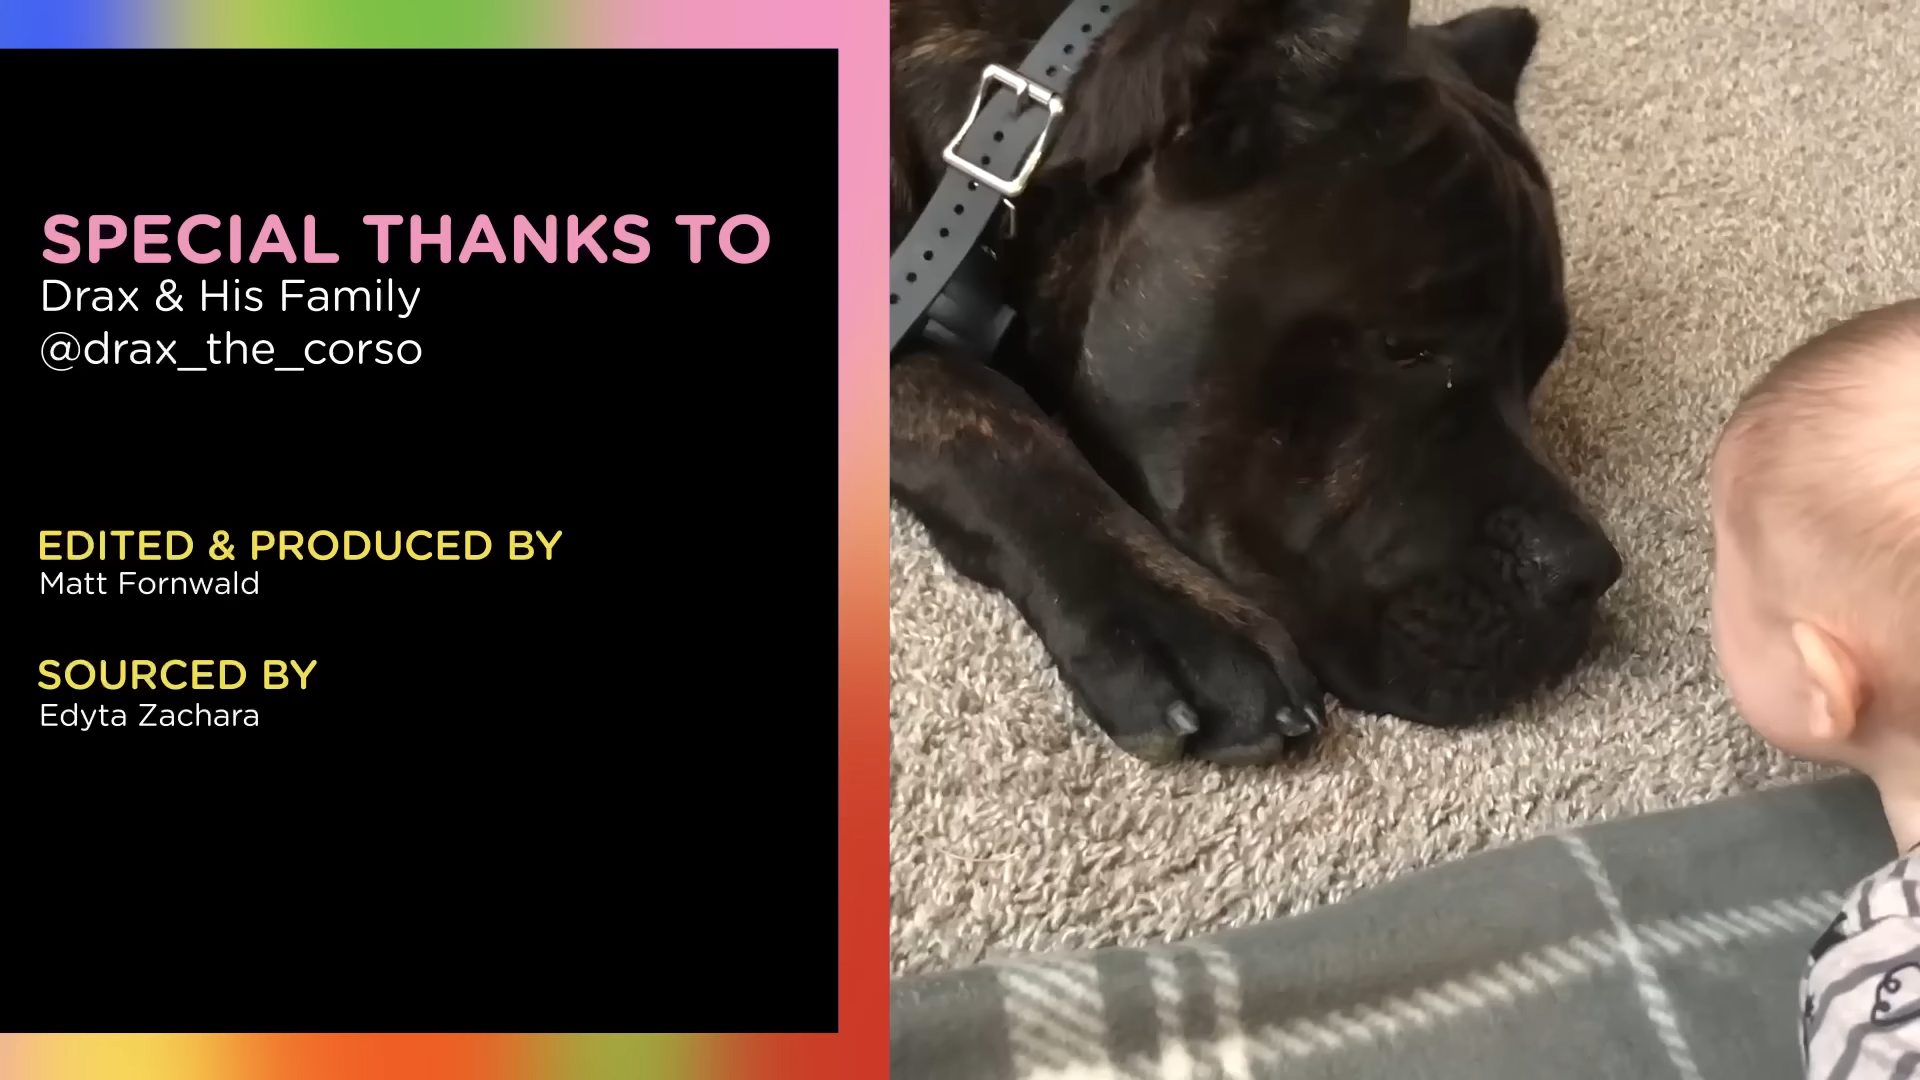 SPECIAL THANKS TO
Drax & His Family
@drax_the_corso
EDITED & PRODUCED BY
Matt Fornwald
SOURCED BY
Edyta Zachara